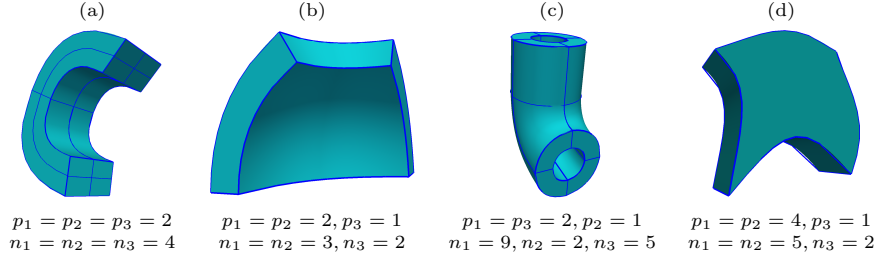 (a) (b) (c) (d)
p₁ = p₂ = p₃ = 2 p₁ = p₂ = 2, p₃ = 1 p₁ = p₃ = 2, p₂ = 1 p₁ = p₂ = 4, p₃ = 1
n₁ = n₂ = n₃ = 4 n₁ = n₂ = 3, n₃ = 2 n₁ = 9, n₂ = 2, n₃ = 5 n₁ = n₂ = 5, n₃ = 2